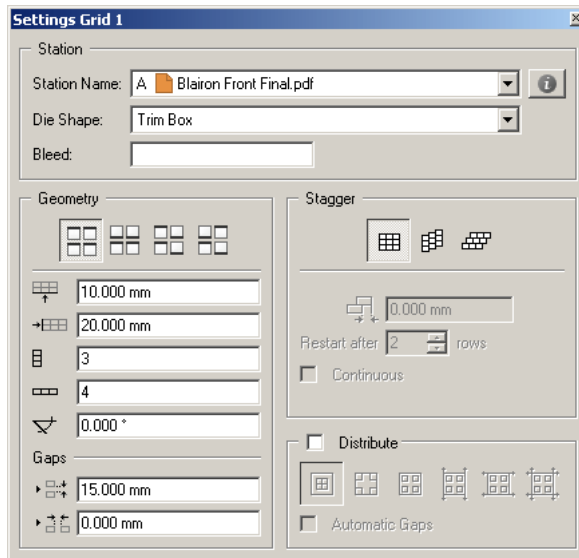 Settings Grid 1
Station
Station Name: A Blairon Front Final.pdf
Die Shape: Trim Box
Bleed:
Geometry
10.000 mm
20.000 mm
3
4
0.000 °
Gaps
15.000 mm
0.000 mm
Stagger
0.000 mm
Restart after 2 rows
Continuous
Distribute
Automatic Gaps